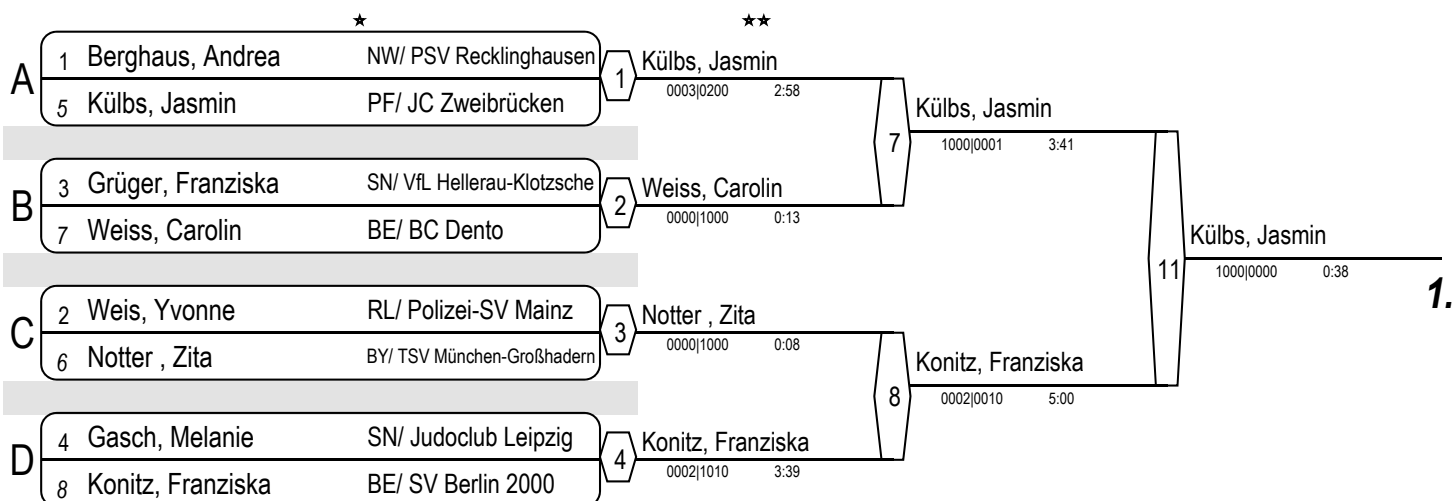 ★ ★★
A 1 Berghaus, Andrea NW/ PSV Recklinghausen
5 Külbs, Jasmin PF/ JC Zweibrücken
1 Külbs, Jasmin
0003|0200 2:58
7 Külbs, Jasmin
1000|0001 3:41
B 3 Grüger, Franziska SN/ VfL Hellerau-Klotzsche
7 Weiss, Carolin BE/ BC Dento
2 Weiss, Carolin
0000|1000 0:13
11 Külbs, Jasmin
1000|0000 0:38
1.
C 2 Weis, Yvonne RL/ Polizei-SV Mainz
6 Notter , Zita BY/ TSV München-Großhadern
3 Notter , Zita
0000|1000 0:08
8 Konitz, Franziska
0002|0010 5:00
D 4 Gasch, Melanie SN/ Judoclub Leipzig
8 Konitz, Franziska BE/ SV Berlin 2000
4 Konitz, Franziska
0002|1010 3:39